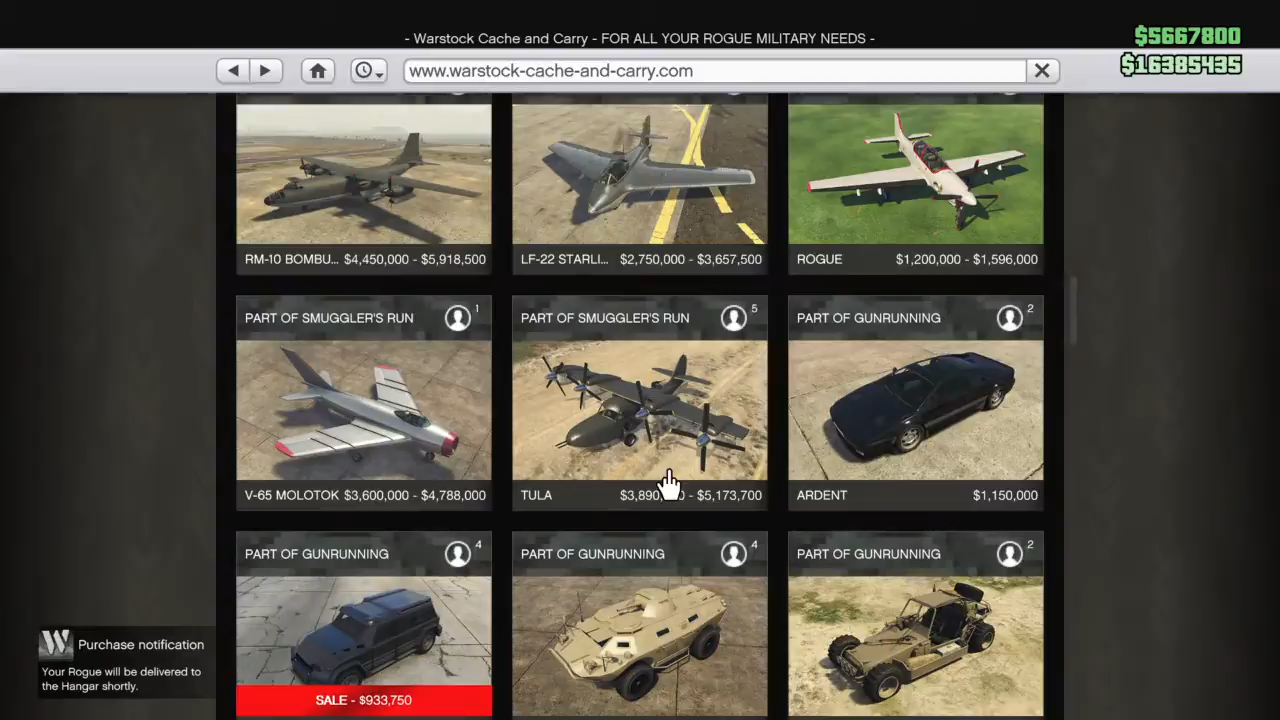 - Warstock Cache and Carry - FOR ALL YOUR ROGUE MILITARY NEEDS -
$5667800
www.warstock-cache-and-carry.com
$16385435
RM-10 BOMBU... $4,450,000 - $5,918,500
LF-22 STARLI... $2,750,000 - $3,657,500
ROGUE $1,200,000 - $1,596,000
PART OF SMUGGLER'S RUN 1
PART OF SMUGGLER'S RUN 5
PART OF GUNRUNNING 2
V-65 MOLOTOK $3,600,000 - $4,788,000
TULA - $5,173,700
ARDENT $1,150,000
PART OF GUNRUNNING 4
PART OF GUNRUNNING 4
PART OF GUNRUNNING 2
SALE - $933,750
W Purchase notification
Your Rogue will be delivered to
the Hangar shortly.